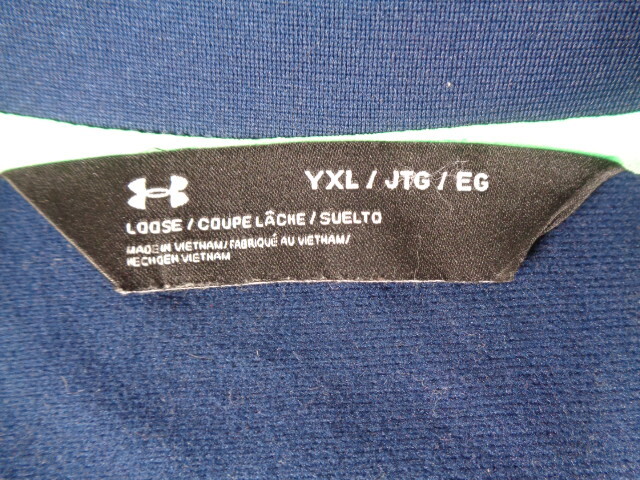 YXL / JTG / EG
LOOSE / COUPE LÂCHE / SUELTO
MADE IN VIETNAM / FABRIQUÉ AU VIETNAM /
HECHO EN VIETNAM